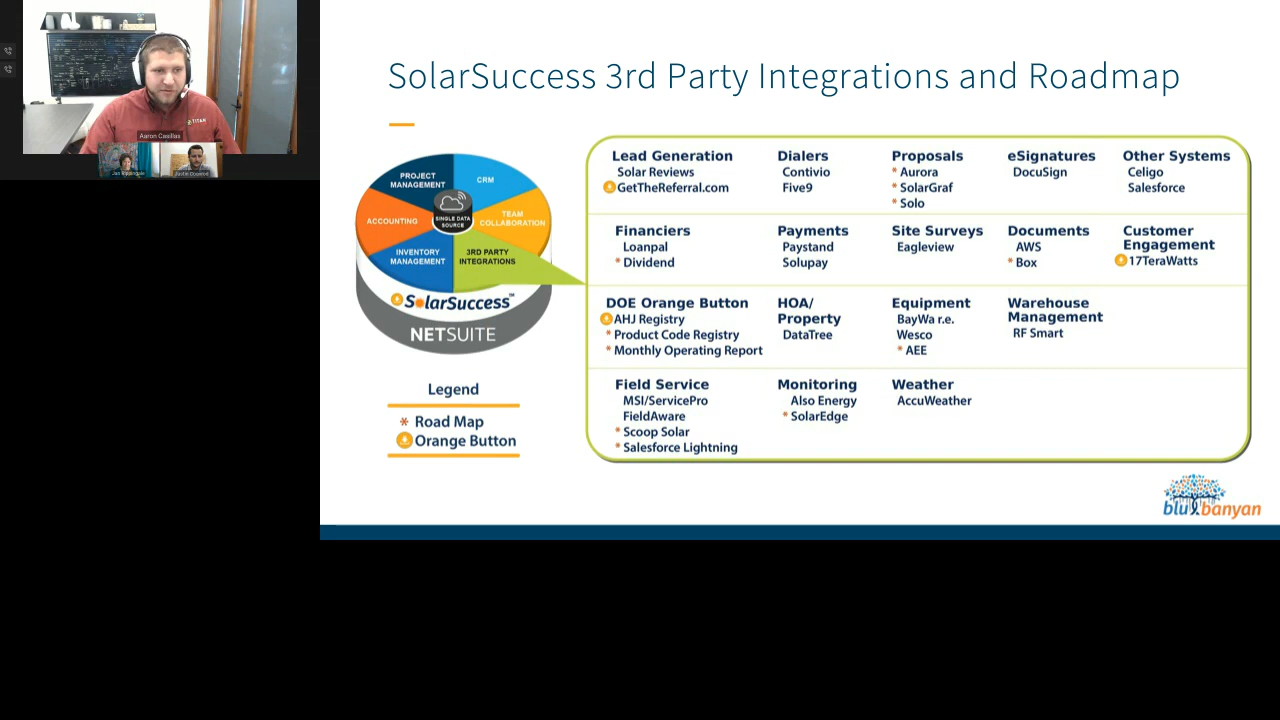 Aaron Casillas
SolarSuccess 3rd Party Integrations and Roadmap
PROJECT
MANAGEMENT
CRM
ACCOUNTING
SINGLE DATA
SOURCE
TEAM
COLLABORATION
INVENTORY
MANAGEMENT
3RD PARTY
INTEGRATIONS
SolarSuccess™
NETSUITE
Legend
* Road Map
Orange Button
Lead Generation
Solar Reviews
GetTheReferral.com
Dialers
Contivio
Five9
Proposals
* Aurora
* SolarGraf
* Solo
eSignatures
DocuSign
Other Systems
Celigo
Salesforce
Financiers
Loanpal
* Dividend
Payments
Paystand
Solupay
Site Surveys
Eagleview
Documents
AWS
* Box
Customer
Engagement
17TeraWatts
DOE Orange Button
AHJ Registry
* Product Code Registry
* Monthly Operating Report
HOA/
Property
DataTree
Equipment
BayWa r.e.
Wesco
* AEE
Warehouse
Management
RF Smart
Field Service
MSI/ServicePro
FieldAware
* Scoop Solar
* Salesforce Lightning
Monitoring
Also Energy
* SolarEdge
Weather
AccuWeather
blu banyan